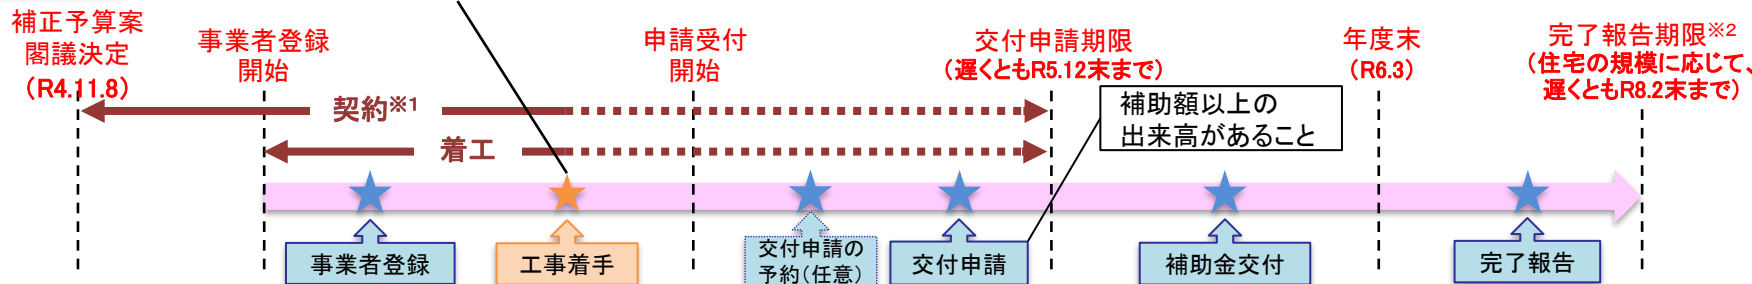 補正予算案
閣議決定
（R4.11.8）
事業者登録
開始
申請受付
開始
交付申請期限
（遅くともR5.12末まで）
年度末
（R6.3）
完了報告期限※2
（住宅の規模に応じて、
遅くともR8.2末まで）
契約※1
着工
補助額以上の
出来高があること
事業者登録
工事着手
交付申請の
予約（任意）
交付申請
補助金交付
完了報告